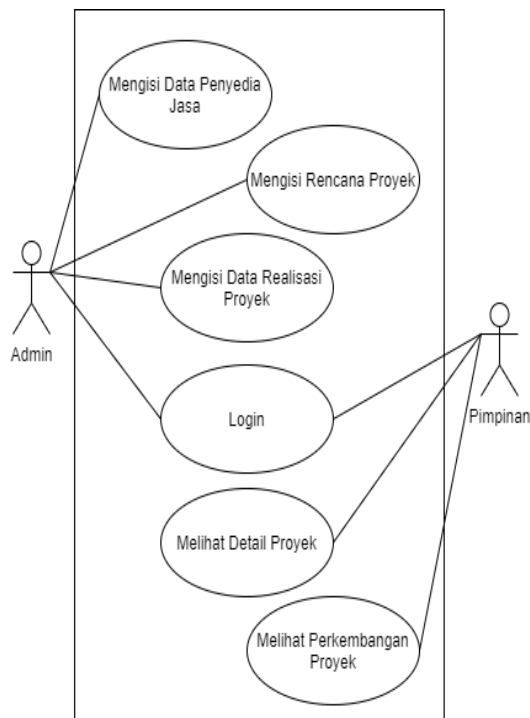 Mengisi Data Penyedia
Jasa
Mengisi Rencana Proyek
Mengisi Data Realisasi
Proyek
Admin
Login
Pimpinan
Melihat Detail Proyek
Melihat Perkembangan
Proyek